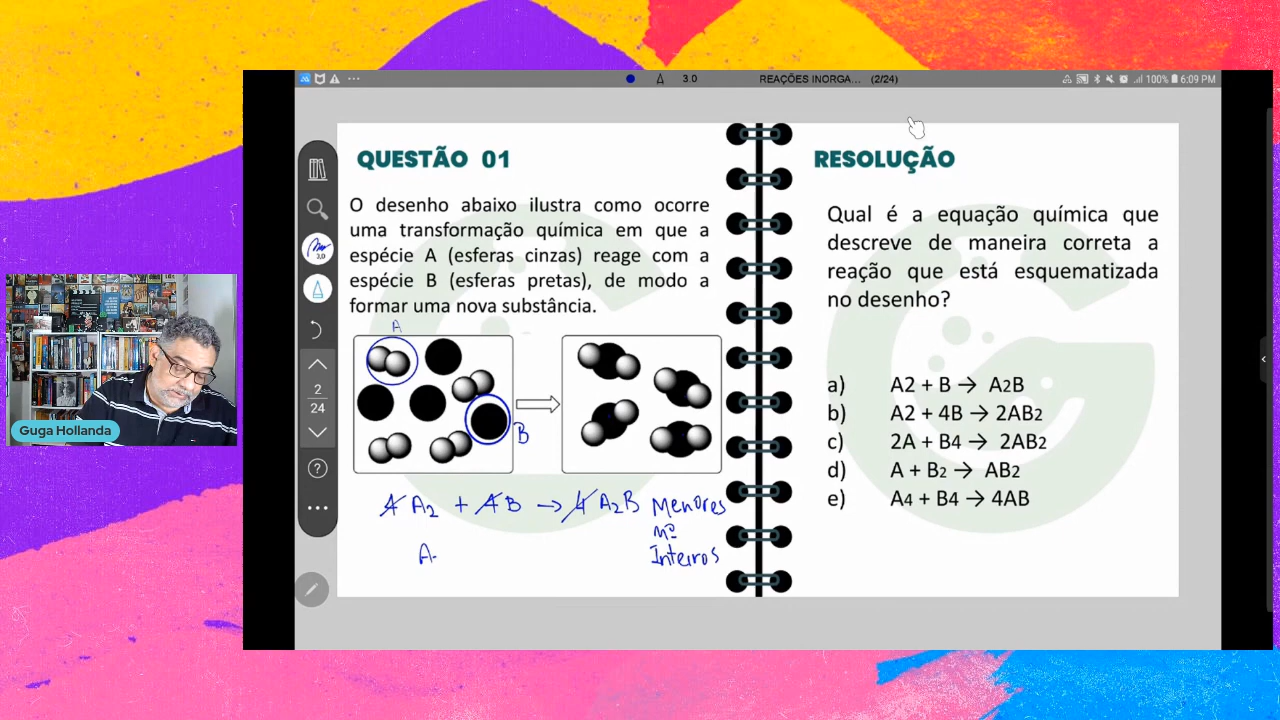 3.0 REAÇÕES INORGA... (2/24) 100% 6:09 PM
QUESTÃO 01
O desenho abaixo ilustra como ocorre
uma transformação química em que a
espécie A (esferas cinzas) reage com a
espécie B (esferas pretas), de modo a
formar uma nova substância.
A
B
4 A2 + 4 B → 4 A2B Menores
nº
Inteiros
A
3,0
2
24
Guga Hollanda
RESOLUÇÃO
Qual é a equação química que
descreve de maneira correta a
reação que está esquematizada
no desenho?
a) A2 + B → A2B
b) A2 + 4B → 2AB2
c) 2A + B4 → 2AB2
d) A + B2 → AB2
e) A4 + B4 → 4AB